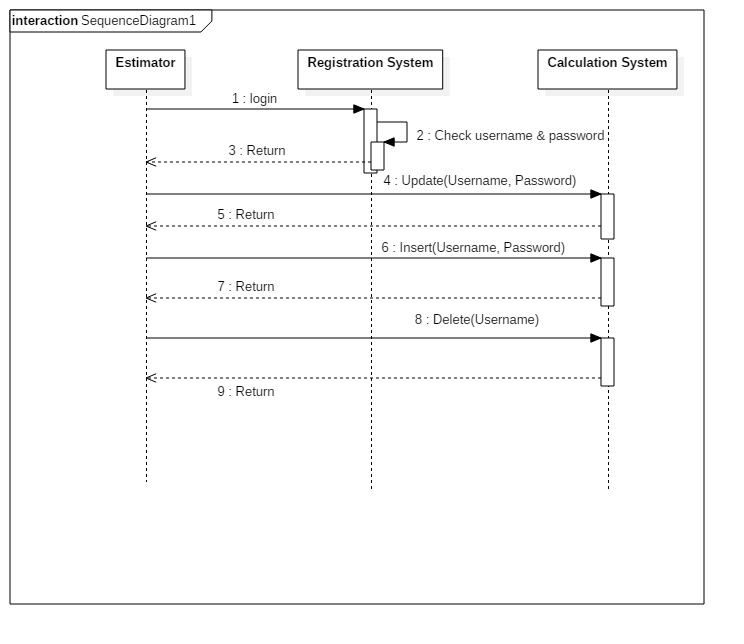 interaction SequenceDiagram1
Estimator
Registration System
Calculation System
1 : login
2 : Check username & password
3 : Return
4 : Update(Username, Password)
5 : Return
6 : Insert(Username, Password)
7 : Return
8 : Delete(Username)
9 : Return